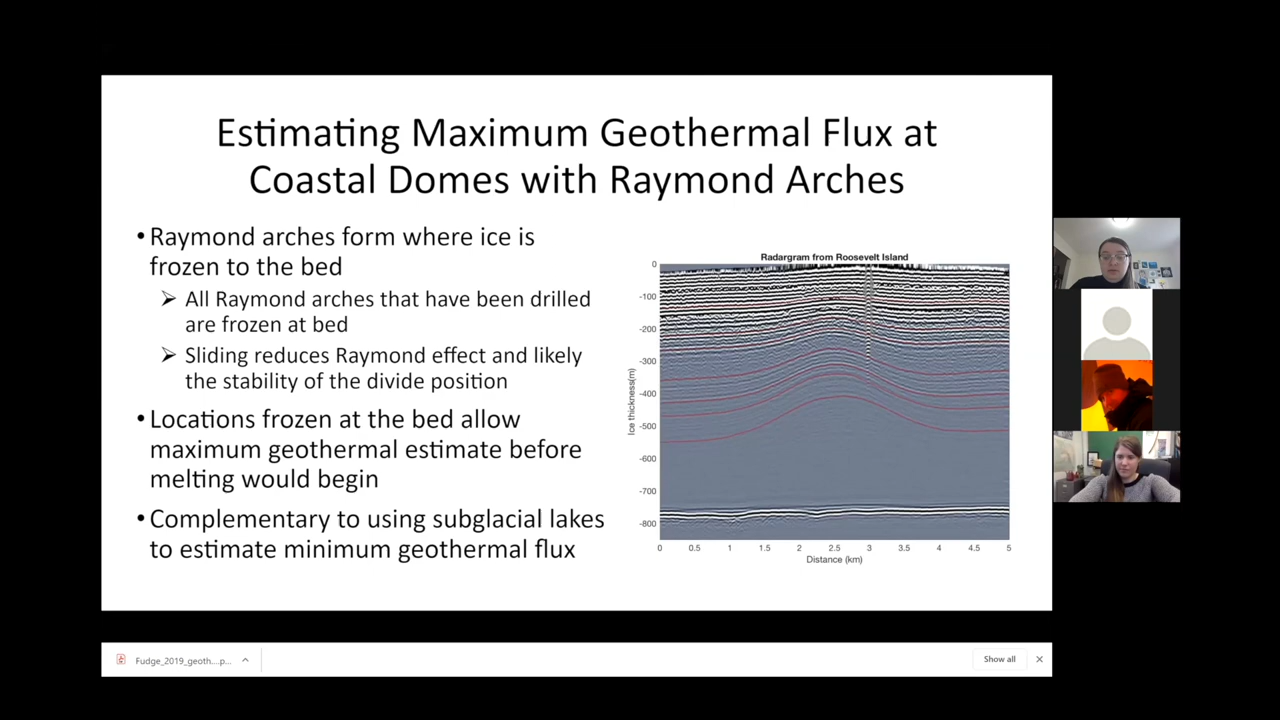 Estimating Maximum Geothermal Flux at
Coastal Domes with Raymond Arches
•Raymond arches form where ice is
frozen to the bed
➢ All Raymond arches that have been drilled
are frozen at bed
➢ Sliding reduces Raymond effect and likely
the stability of the divide position
•Locations frozen at the bed allow
maximum geothermal estimate before
melting would begin
•Complementary to using subglacial lakes
to estimate minimum geothermal flux
Radargram from Roosevelt Island
0
-100
-200
-300
-400
-500
-600
-700
-800
Ice thickness(m)
0 0.5 1 1.5 2 2.5 3 3.5 4 4.5 5
Distance (km)
Fudge_2019_geoth....p...
Show all